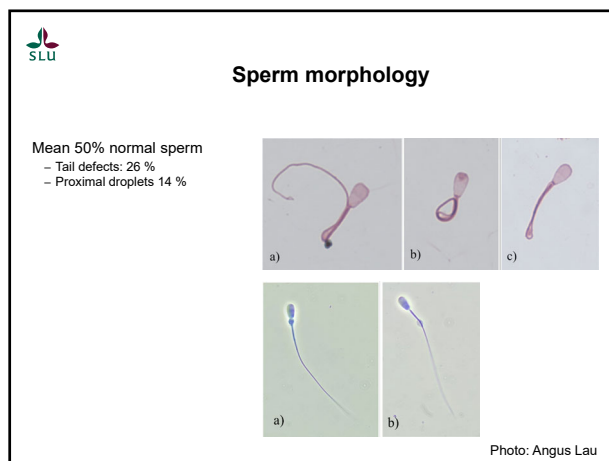 SLU
Sperm morphology
Mean 50% normal sperm
– Tail defects: 26 %
– Proximal droplets 14 %
a)
b)
c)
a)
b)
Photo: Angus Lau